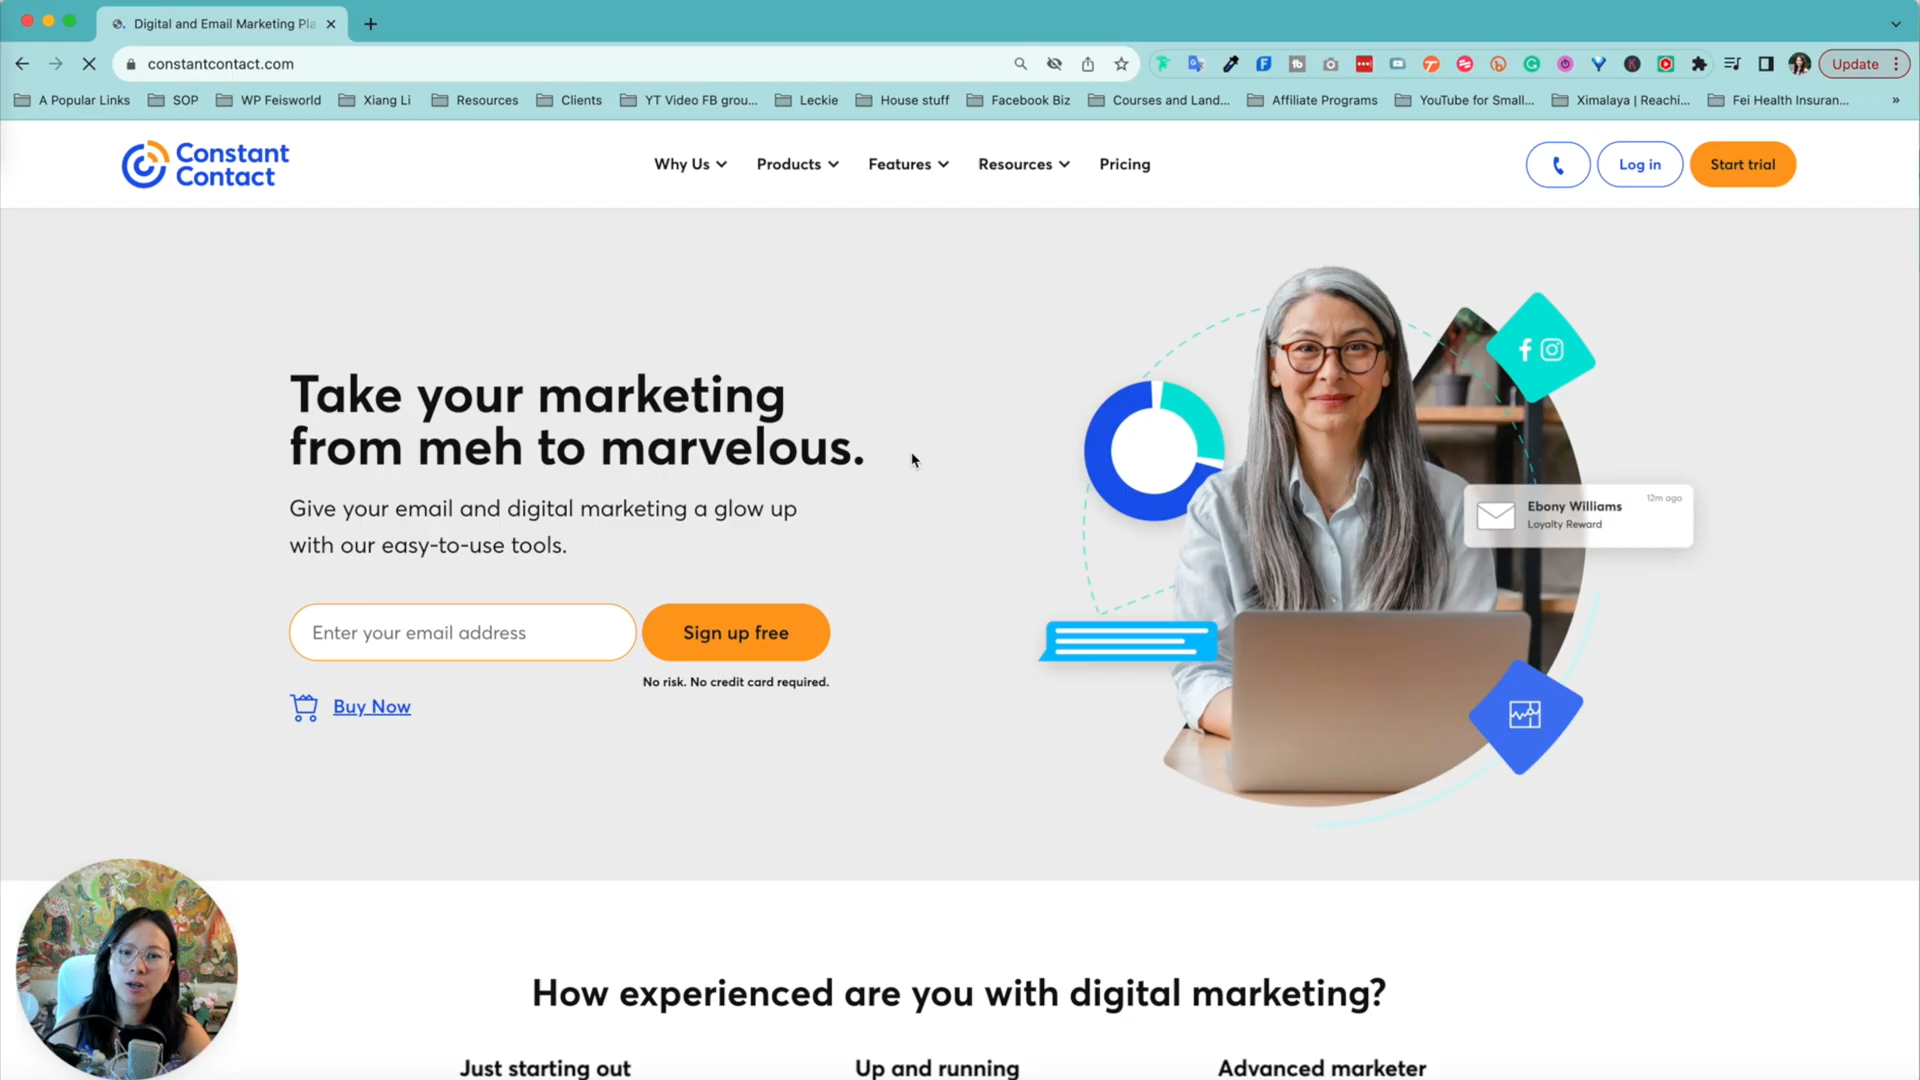 Digital and Email Marketing Pla
constantcontact.com
Update
A Popular Links
SOP
WP Feisworld
Xiang Li
Resources
Clients
YT Video FB grou...
Leckie
House stuff
Facebook Biz
Courses and Land...
Affiliate Programs
YouTube for Small...
Ximalaya | Reachi...
Fei Health Insuran...
»
Constant
Contact
Why Us
Products
Features
Resources
Pricing
Log in
Start trial
Take your marketing
from meh to marvelous.
Give your email and digital marketing a glow up
with our easy-to-use tools.
Enter your email address
Sign up free
No risk. No credit card required.
Buy Now
12m ago
Ebony Williams
Loyalty Reward
How experienced are you with digital marketing?
Just starting out
Up and running
Advanced marketer